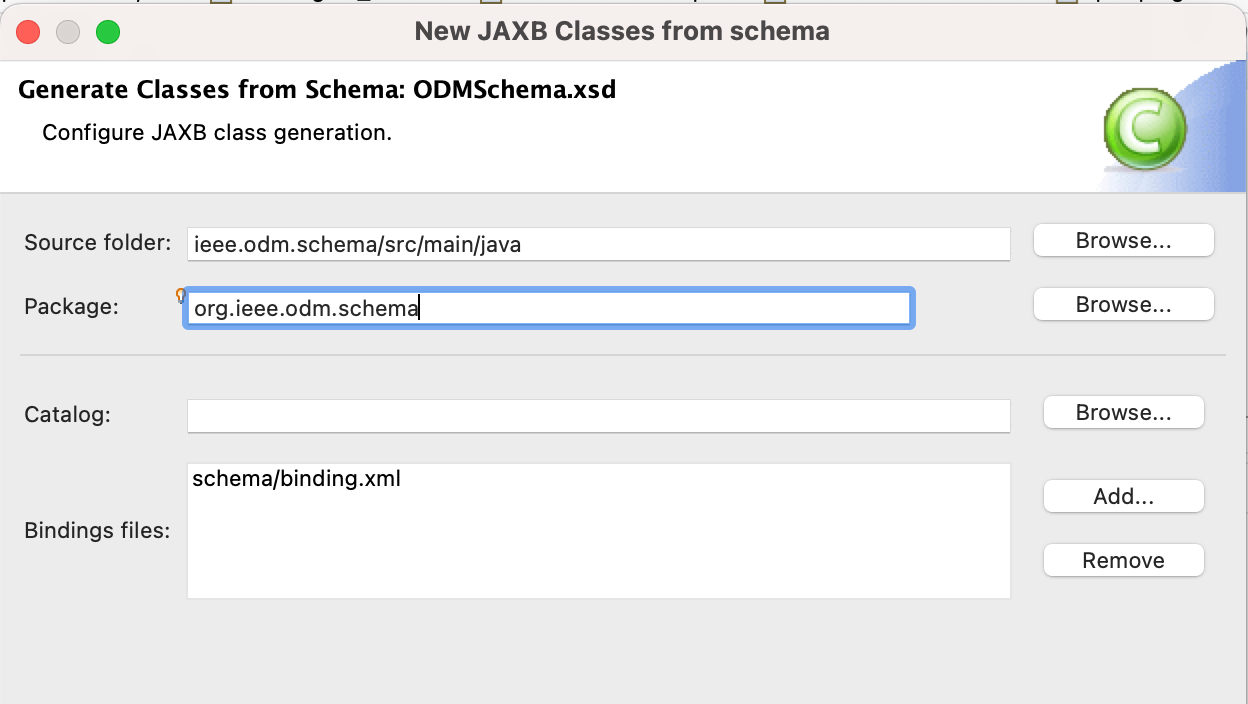 New JAXB Classes from schema
Generate Classes from Schema: ODMSchema.xsd
Configure JAXB class generation.
Source folder: ieee.odm.schema/src/main/java Browse...
Package: org.ieee.odm.schema Browse...
Catalog: Browse...
schema/binding.xml
Add...
Bindings files:
Remove